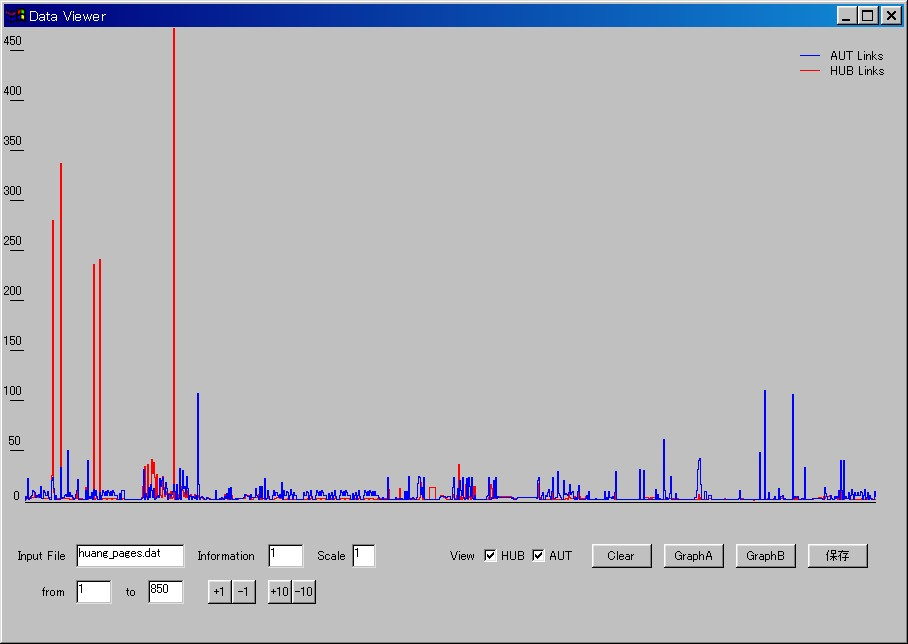 Data Viewer
450
AUT Links
HUB Links
400
350
300
250
200
150
100
50
0
Input File huang_pages.dat Information 1 Scale 1 View HUB AUT Clear GraphA GraphB 保存
from 1 to 850 +1 -1 +10 -10